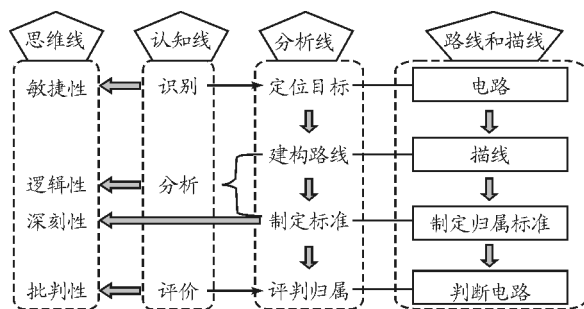 思维线 认知线 分析线 路线和描线
敏捷性 识别 定位目标 电路
建构路线 描线
逻辑性 分析
深刻性 制定标准 制定归属标准
批判性 评价 评判归属 判断电路